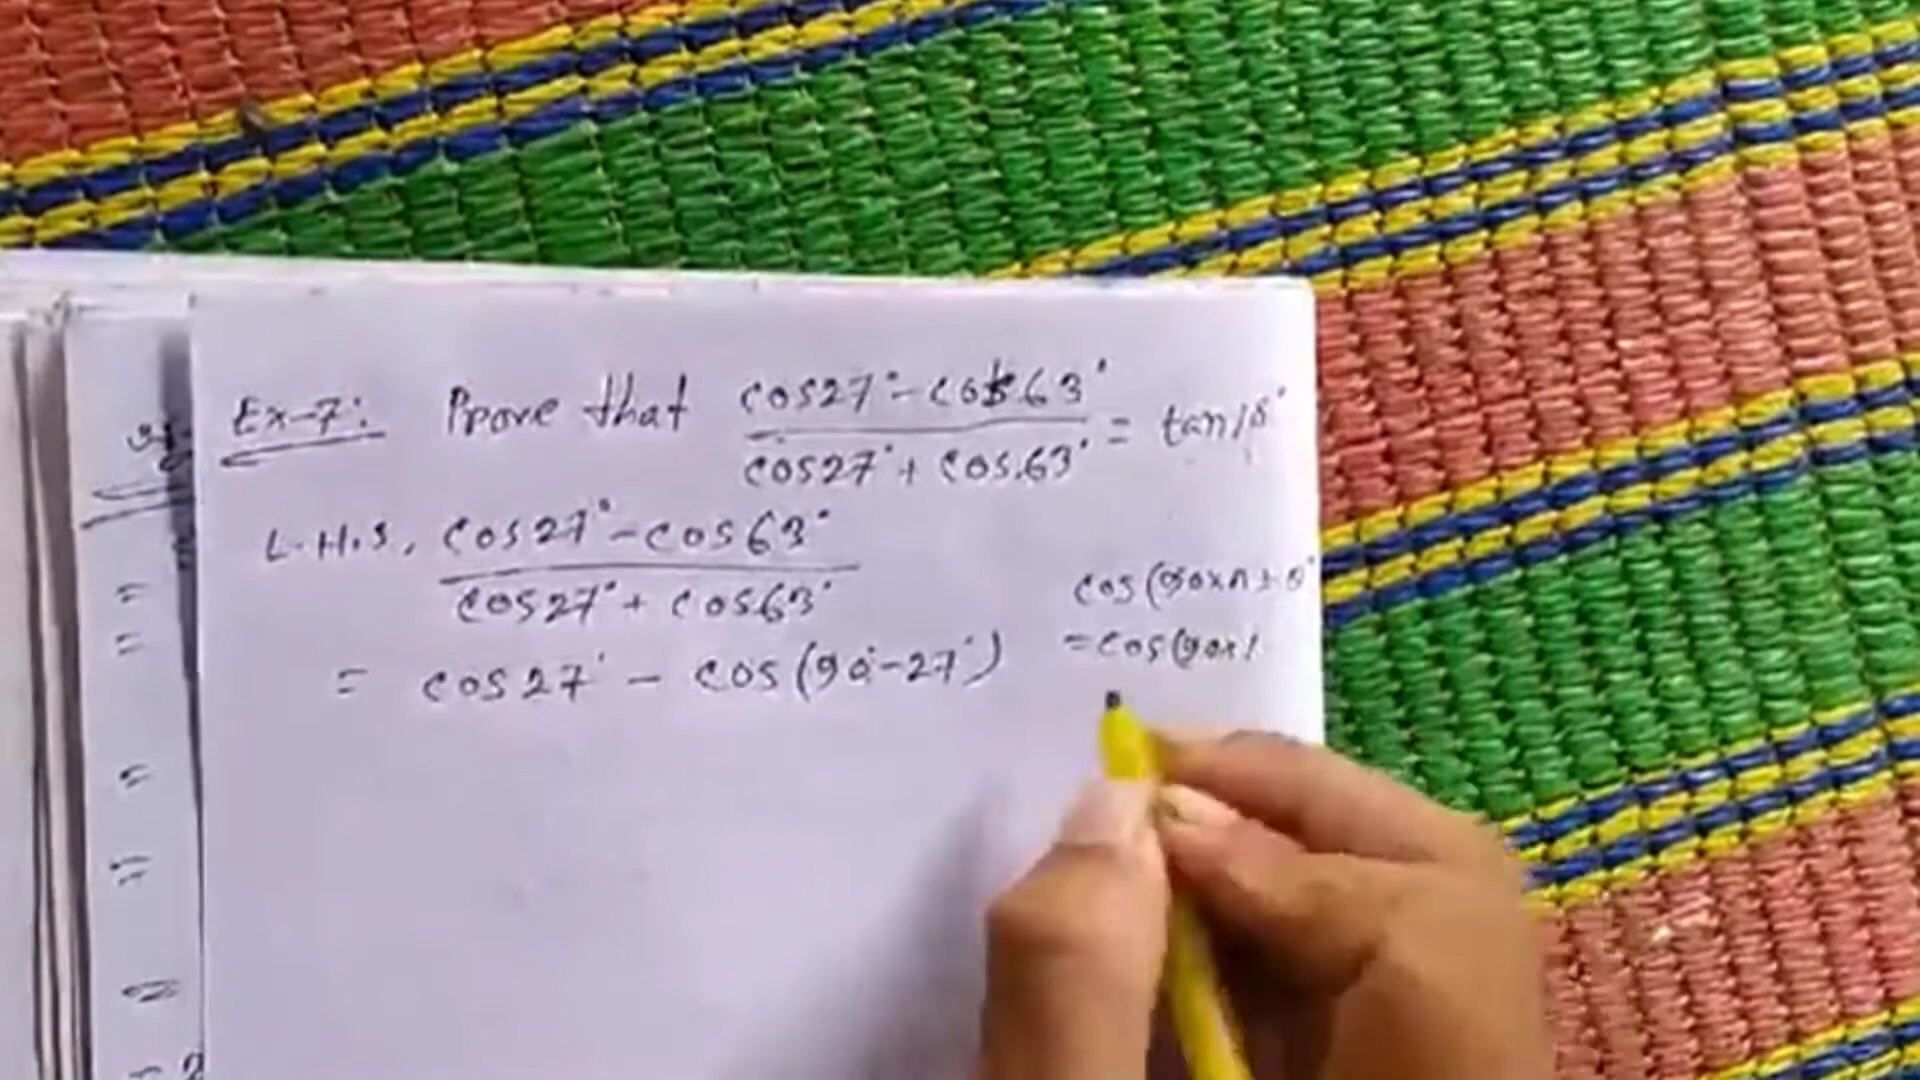 Ex-7: Prove that cos27° - cos63° / cos27° + cos63° = tan18°
L.H.S, cos27° - cos63° / cos27° + cos63°
= cos27° - cos(90° - 27°)
cos(90×n ± θ
= cos(90×1